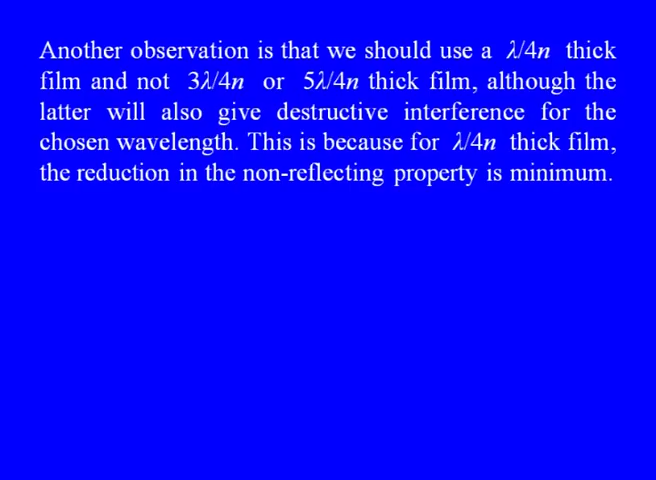 Another observation is that we should use a λ/4n thick
film and not 3λ/4n or 5λ/4n thick film, although the
latter will also give destructive interference for the
chosen wavelength. This is because for λ/4n thick film,
the reduction in the non-reflecting property is minimum.